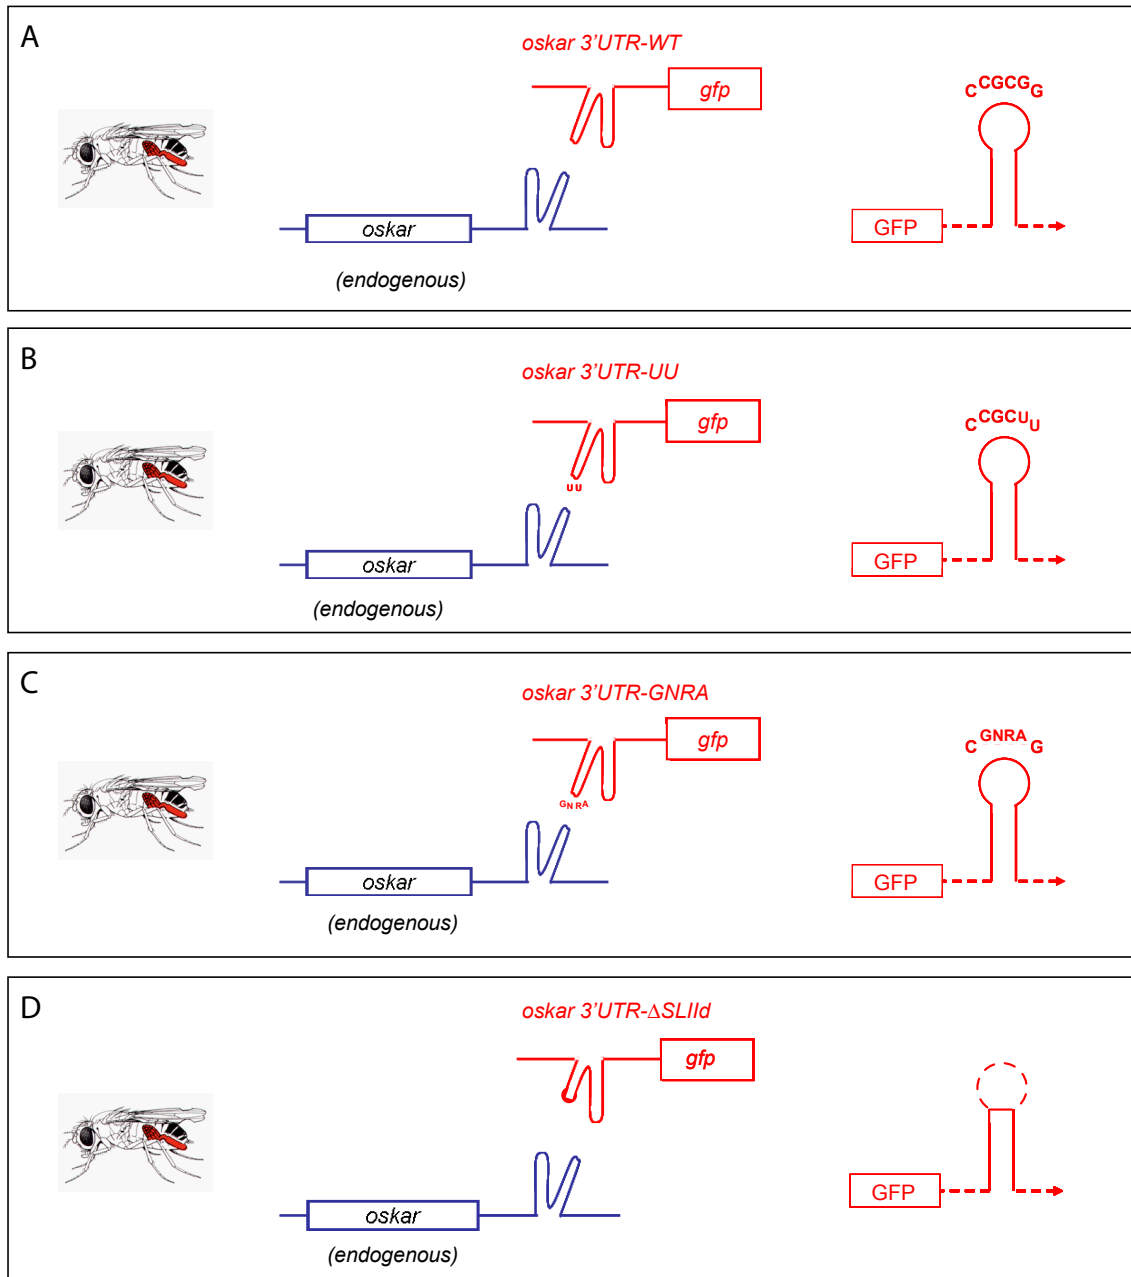 A
oskar 3'UTR-WT
gfp
CCGCGG
oskar
GFP
(endogenous)
B
oskar 3'UTR-UU
gfp
CCGCUU
UU
oskar
GFP
(endogenous)
C
oskar 3'UTR-GNRA
gfp
CGNRAG
GNRA
oskar
GFP
(endogenous)
D
oskar 3'UTR-ΔSLIId
gfp
oskar
GFP
(endogenous)